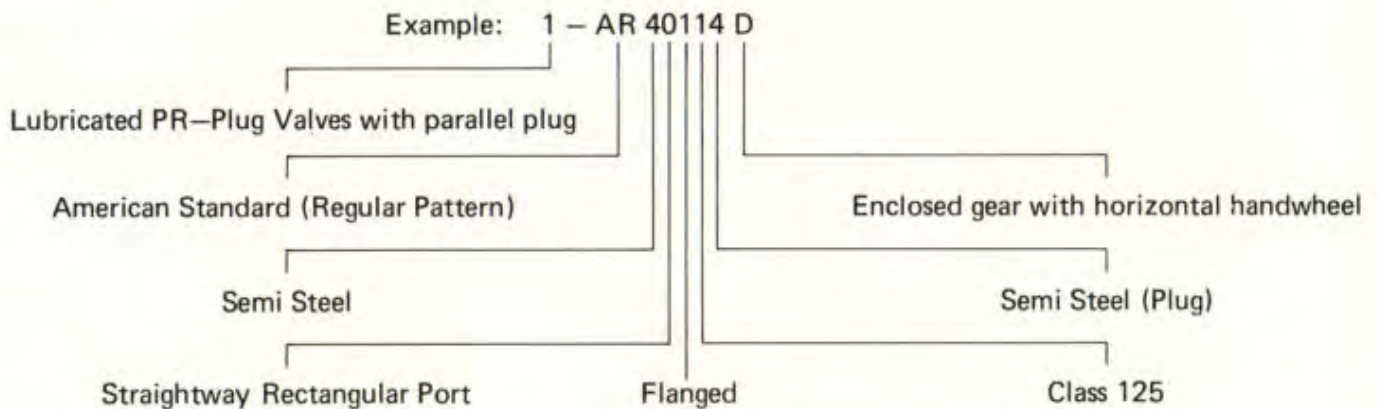 Example: 1 – AR 40114 D
Lubricated PR–Plug Valves with parallel plug
American Standard (Regular Pattern)
Enclosed gear with horizontal handwheel
Semi Steel
Semi Steel (Plug)
Straightway Rectangular Port
Flanged
Class 125